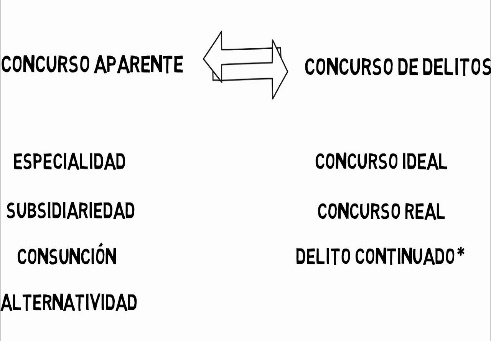 CONCURSO APARENTE
CONCURSO DE DELITOS
ESPECIALIDAD
SUBSIDIARIEDAD
CONSUNCIÓN
ALTERNATIVIDAD
CONCURSO IDEAL
CONCURSO REAL
DELITO CONTINUADO*